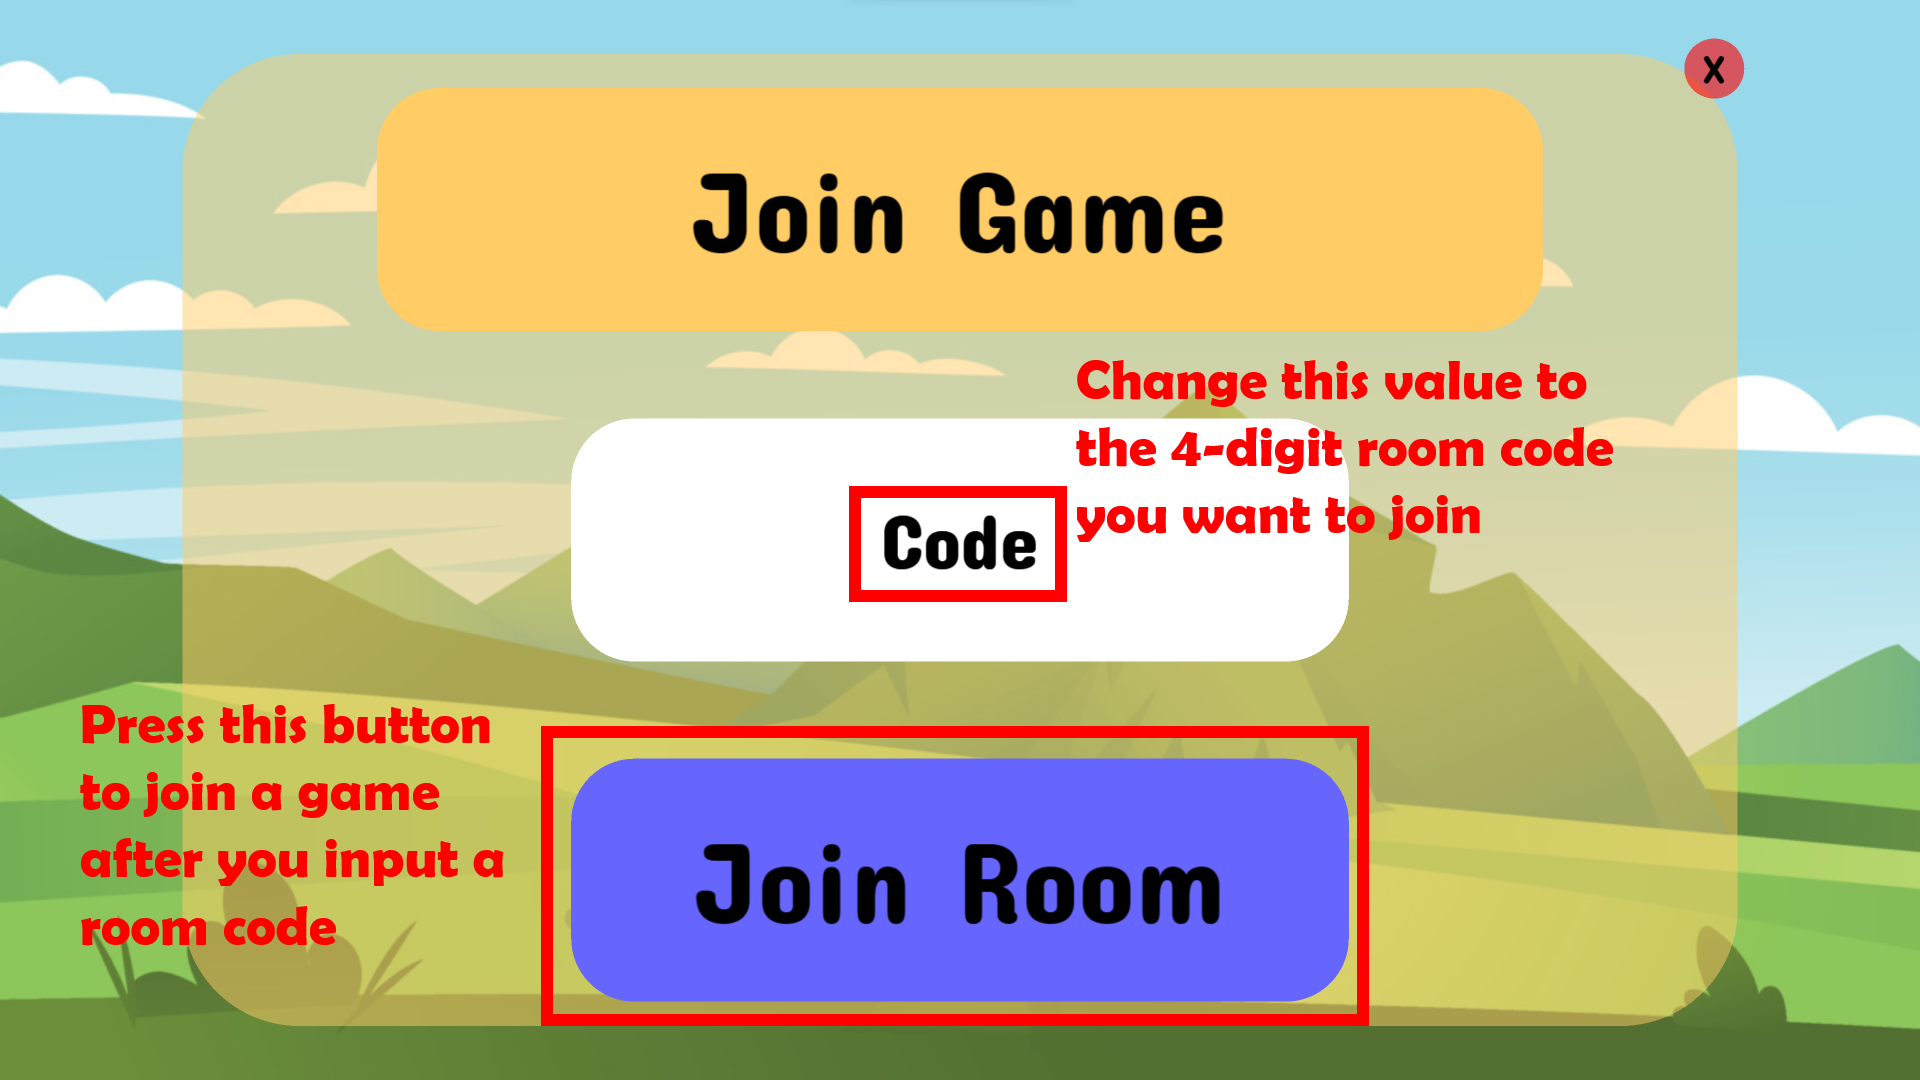 X
Join Game
Change this value to
the 4-digit room code
you want to join
Code
Press this button
to join a game
after you input a
room code
Join Room